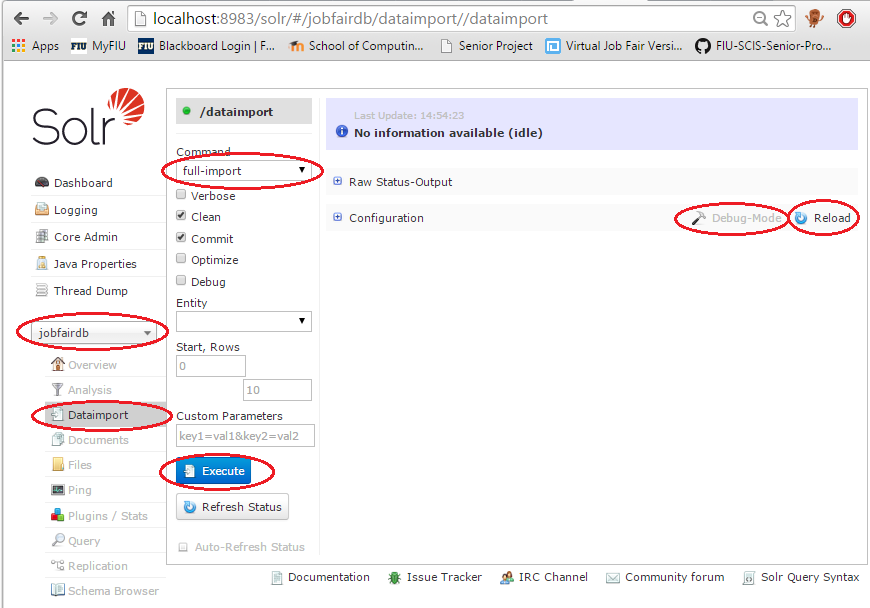 localhost:8983/solr/#/jobfairdb/dataimport//dataimport
Apps FIU MyFIU FIU Blackboard Login | F... School of Computin... Senior Project Virtual Job Fair Versi... FIU-SCIS-Senior-Pro...
Solr
Dashboard
Logging
Core Admin
Java Properties
Thread Dump
jobfairdb
Overview
Analysis
Dataimport
Documents
Files
Ping
Plugins / Stats
Query
Replication
Schema Browser
/dataimport
Command
full-import
Verbose
Clean
Commit
Optimize
Debug
Entity
Start, Rows
0
10
Custom Parameters
key1=val1&key2=val2
Execute
Refresh Status
Auto-Refresh Status
Last Update: 14:54:23
No information available (idle)
Raw Status-Output
Configuration
Debug-Mode Reload
Documentation Issue Tracker IRC Channel Community forum Solr Query Syntax